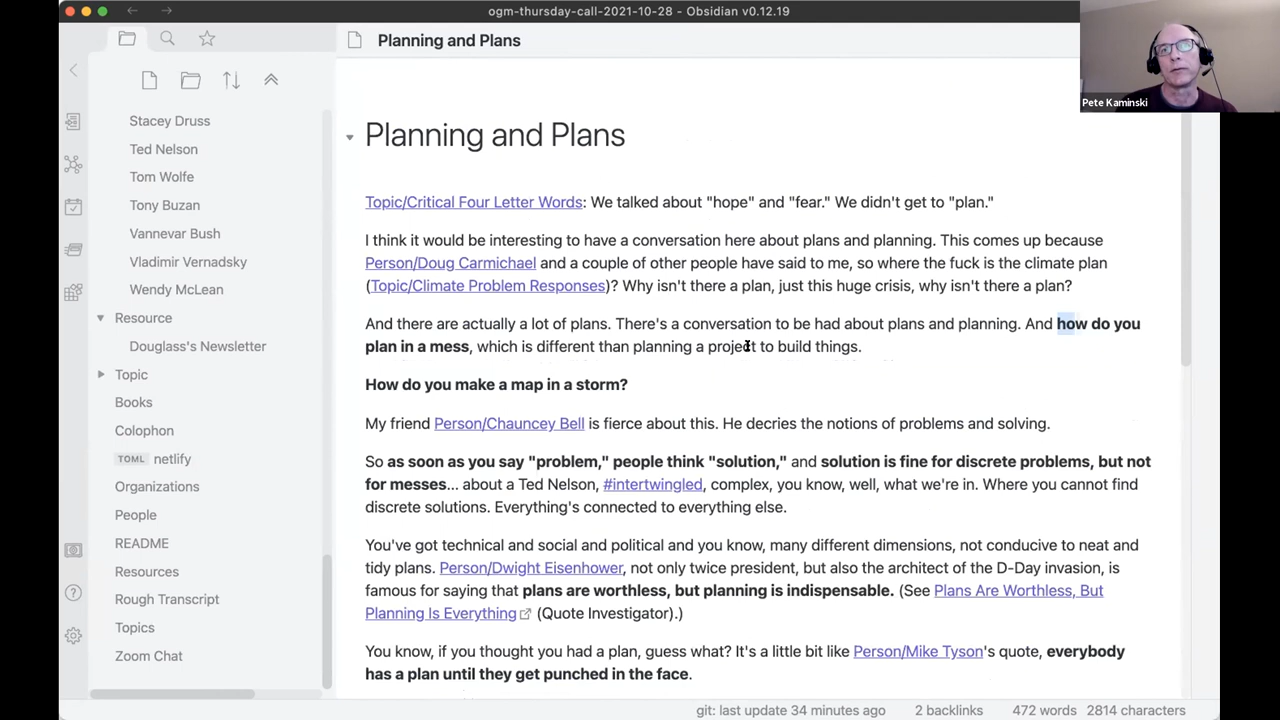 ogm-thursday-call-2021-10-28 - Obsidian v0.12.19
Planning and Plans
Pete Kaminski
Stacey Druss
Ted Nelson
Tom Wolfe
Tony Buzan
Vannevar Bush
Vladimir Vernadsky
Wendy McLean
Resource
Douglass's Newsletter
Topic
Books
Colophon
TOML netlify
Organizations
People
README
Resources
Rough Transcript
Topics
Zoom Chat
Planning and Plans
Topic/Critical Four Letter Words: We talked about "hope" and "fear." We didn't get to "plan."
I think it would be interesting to have a conversation here about plans and planning. This comes up because
Person/Doug Carmichael and a couple of other people have said to me, so where the fuck is the climate plan
(Topic/Climate Problem Responses)? Why isn't there a plan, just this huge crisis, why isn't there a plan?
And there are actually a lot of plans. There's a conversation to be had about plans and planning. And how do you
plan in a mess, which is different than planning a project to build things.
How do you make a map in a storm?
My friend Person/Chauncey Bell is fierce about this. He decries the notions of problems and solving.
So as soon as you say "problem," people think "solution," and solution is fine for discrete problems, but not
for messes... about a Ted Nelson, #intertwingled, complex, you know, well, what we're in. Where you cannot find
discrete solutions. Everything's connected to everything else.
You've got technical and social and political and you know, many different dimensions, not conducive to neat and
tidy plans. Person/Dwight Eisenhower, not only twice president, but also the architect of the D-Day invasion, is
famous for saying that plans are worthless, but planning is indispensable. (See Plans Are Worthless, But
Planning Is Everything (Quote Investigator).)
You know, if you thought you had a plan, guess what? It's a little bit like Person/Mike Tyson's quote, everybody
has a plan until they get punched in the face.
git: last update 34 minutes ago
2 backlinks
472 words
2814 characters